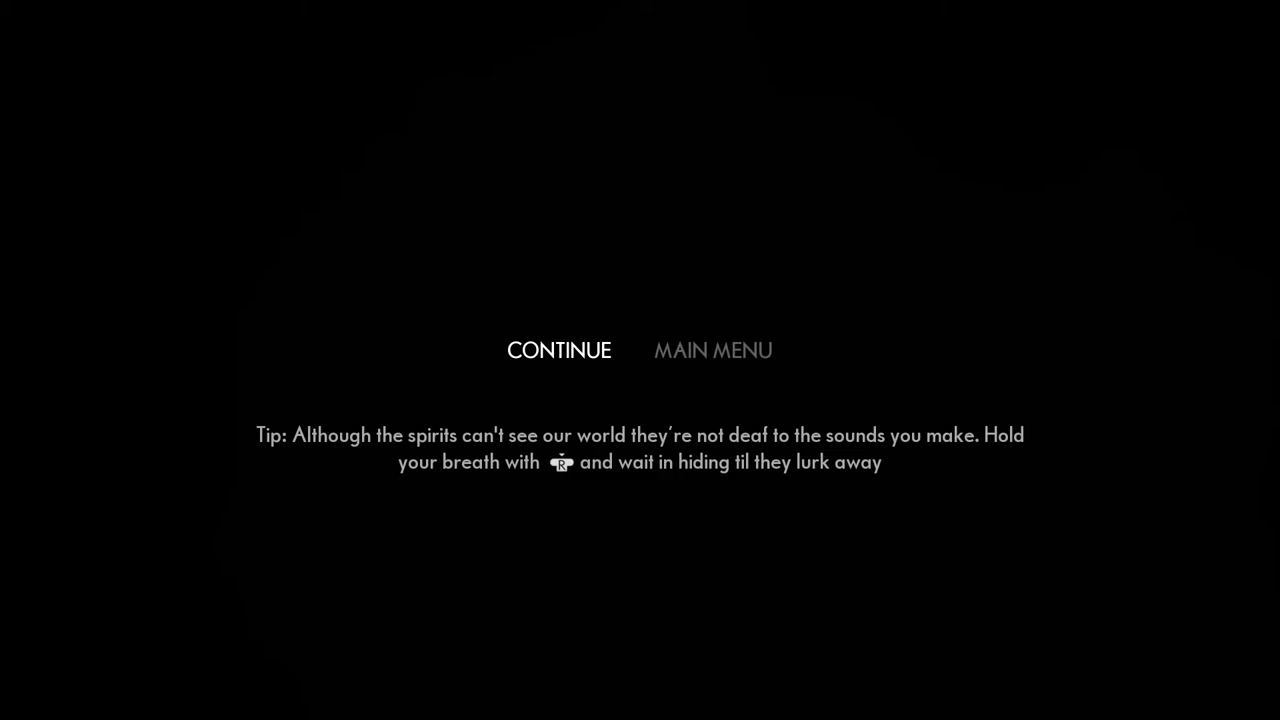 CONTINUE MAIN MENU
Tip: Although the spirits can't see our world they're not deaf to the sounds you make. Hold
your breath with R and wait in hiding til they lurk away